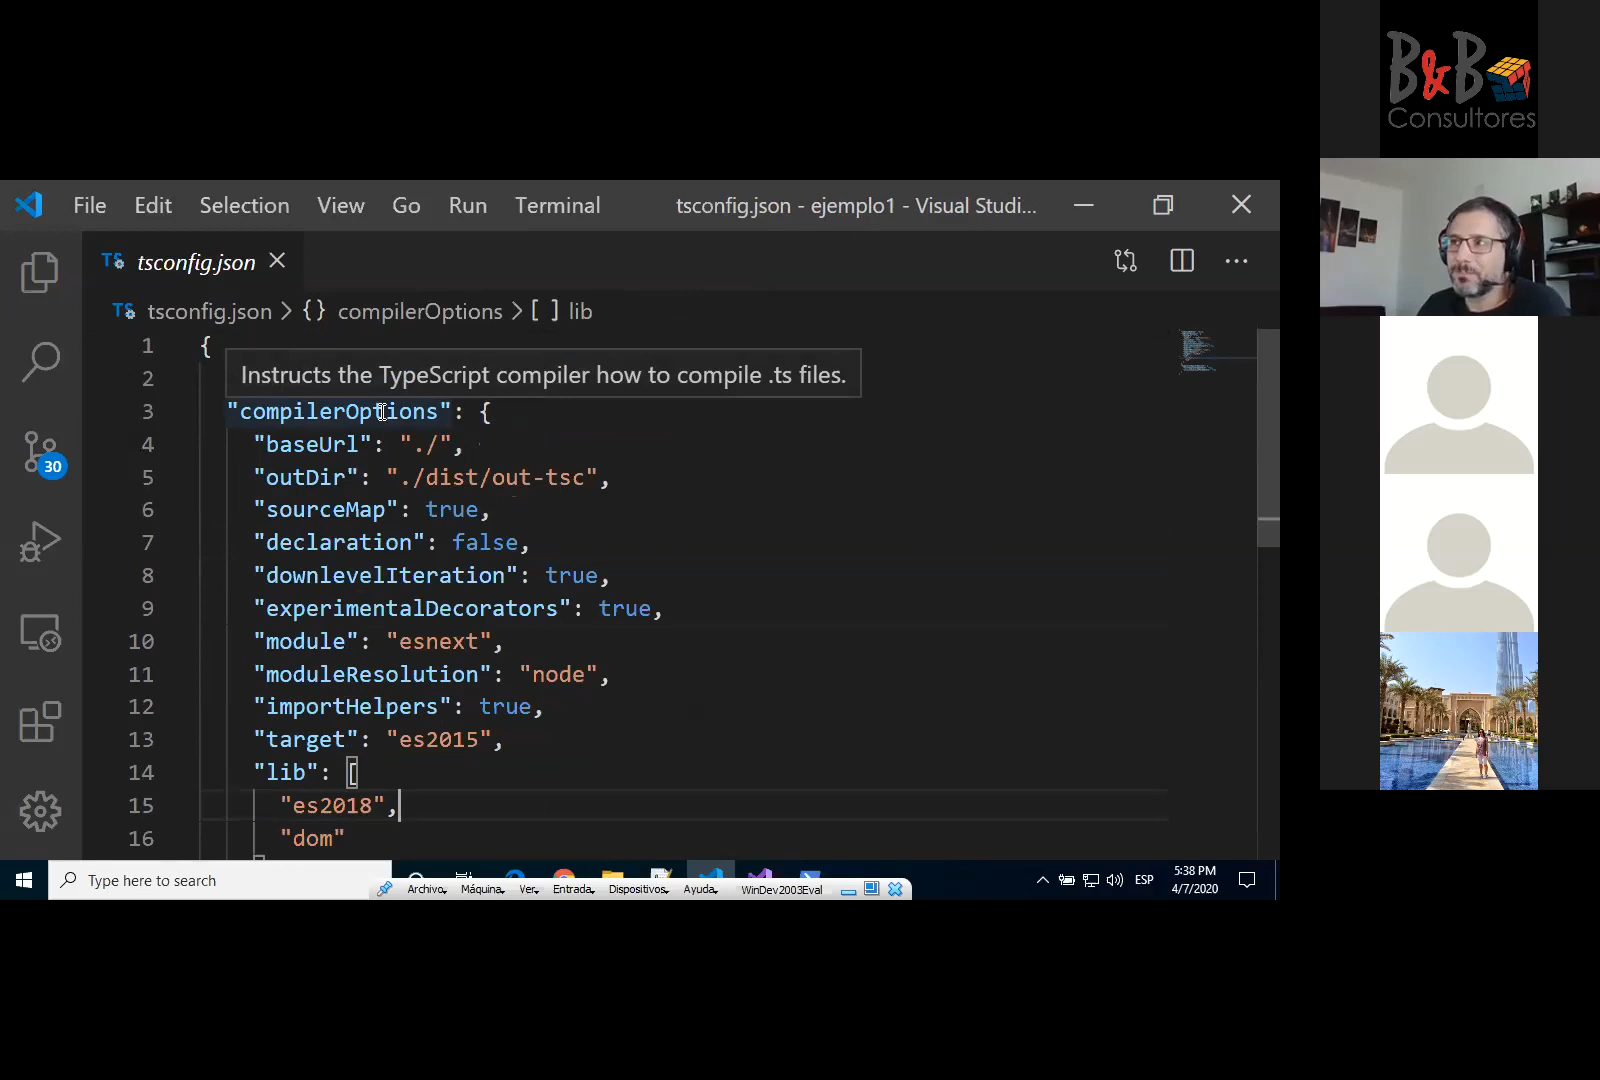 B&B
Consultores
File Edit Selection View Go Run Terminal tsconfig.json - ejemplo1 - Visual Studi...
TS tsconfig.json
TS tsconfig.json > {} compilerOptions > [ ] lib
1 {
Instructs the TypeScript compiler how to compile .ts files.
2
3 "compilerOptions": {
4 "baseUrl": "./",
5 "outDir": "./dist/out-tsc",
6 "sourceMap": true,
7 "declaration": false,
8 "downlevelIteration": true,
9 "experimentalDecorators": true,
10 "module": "esnext",
11 "moduleResolution": "node",
12 "importHelpers": true,
13 "target": "es2015",
14 "lib": [
15 "es2018",
16 "dom"
30
Type here to search
Archivo Máquina Ver Entrada Dispositivos Ayuda WinDev2003Eval
ESP
5:38 PM
4/7/2020